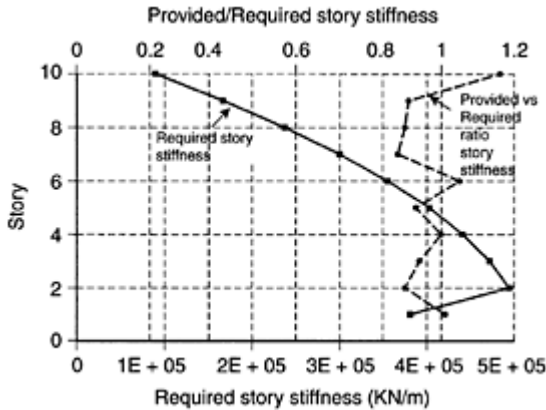 Provided/Required story stiffness
0 0.2 0.4 0.6 0.8 1 1.2
10
8
6
4
2
0
Story
Required story
stiffness
Provided vs
Required
ratio
story
stiffness
0 1E + 05 2E + 05 3E + 05 4E + 05 5E + 05
Required story stiffness (KN/m)